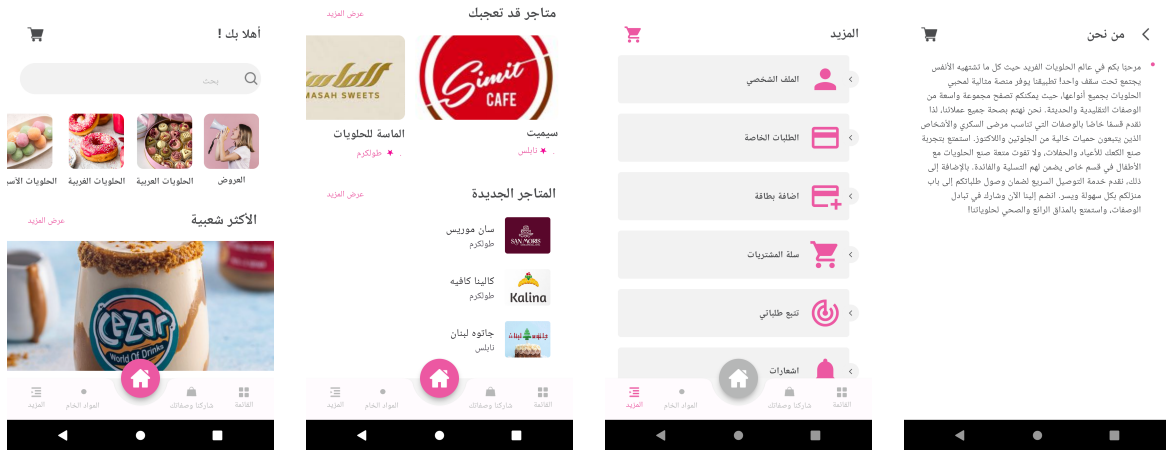 أهلا بك !
بحث
العروض
الحلويات العربية
الحلويات الغربية
الحلويات الآسي
الأكثر شعبية
عرض المزيد
Cezar
World Of Drinks
القائمة
شاركنا وصفاتك
المواد الخام
المزيد
متاجر قد تعجبك
عرض المزيد
Simit
CAFE
MASAH SWEETS
سيميت
نابلس
الماسة للحلويات
طولكرم
المتاجر الجديدة
عرض المزيد
سان موريس
طولكرم
SAN MORIS
كالينا كافيه
طولكرم
Kalina
جاتوه لبنان
نابلس
القائمة
شاركنا وصفاتك
المواد الخام
المزيد
المزيد
الملف الشخصي
الطلبات الخاصة
اضافة بطاقة
سلة المشتريات
تتبع طلباتي
اشعارات
القائمة
شاركنا وصفاتك
المواد الخام
المزيد
من نحن
مرحبًا بكم في عالم الحلويات الفريد حيث كل ما تشتهيه الأنفس
يجتمع تحت سقف واحد! تطبيقنا يوفر منصة مثالية لمحبي
الحلويات بجميع أنواعها، حيث يمكنكم تصفح مجموعة واسعة من
الوصفات التقليدية والحديثة. نحن نهتم بصحة جميع عملائنا، لذا
نقدم قسمًا خاصًا بالوصفات التي تناسب مرضى السكري والأشخاص
الذين يتبعون حميات خالية من الجلوتين واللاكتوز. استمتع بتجربة
صنع الكعك للأعياد والحفلات، ولا تفوت متعة صنع الحلويات مع
الأطفال في قسم خاص يضمن لهم التسلية والفائدة. بالإضافة إلى
ذلك، نقدم خدمة التوصيل السريع لضمان وصول طلباتكم إلى باب
منزلكم بكل سهولة ويسر. انضم إلينا الآن وشارك في تبادل
الوصفات، واستمتع بالمذاق الرائع والصحي لحلوياتنا!